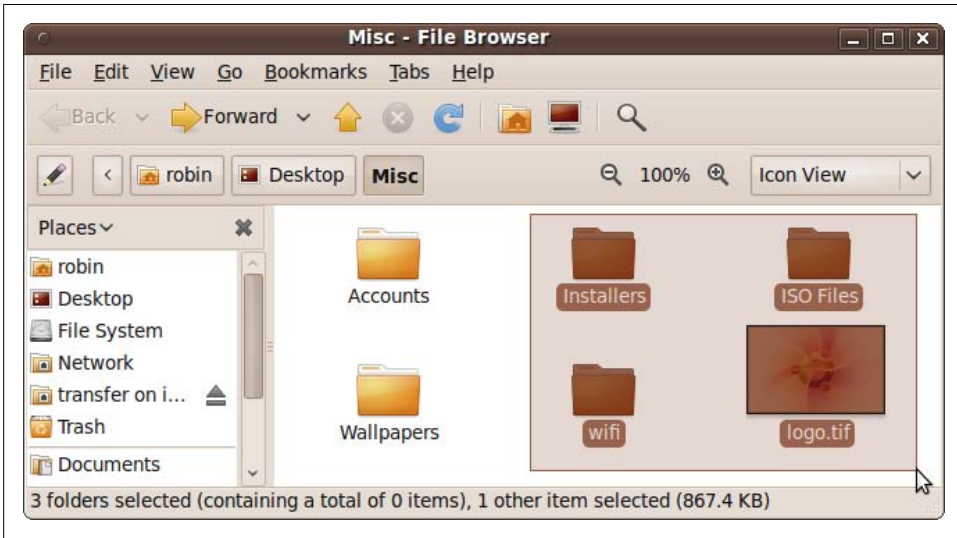 Misc - File Browser
File Edit View Go Bookmarks Tabs Help
Back Forward
robin Desktop Misc 100% Icon View
Places
robin
Desktop
File System
Network
transfer on i...
Trash
Documents
Accounts Installers ISO Files
Wallpapers wifi logo.tif
3 folders selected (containing a total of 0 items), 1 other item selected (867.4 KB)